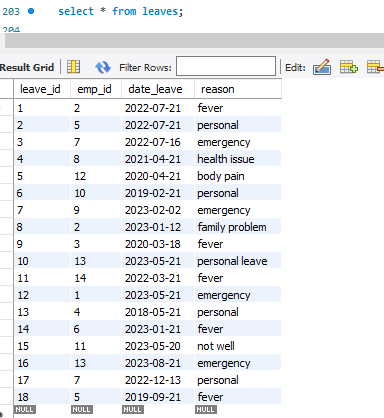 203 select * from leaves;
204
Result Grid Filter Rows: Edit:
leave_id emp_id date_leave reason
1 2 2022-07-21 fever
2 5 2022-07-21 personal
3 7 2022-07-16 emergency
4 8 2021-04-21 health issue
5 12 2020-04-21 body pain
6 10 2019-02-21 personal
7 9 2023-02-02 emergency
8 2 2023-01-12 family problem
9 3 2020-03-18 fever
10 13 2023-05-21 personal leave
11 14 2022-03-21 fever
12 1 2023-05-21 emergency
13 4 2018-05-21 personal
14 6 2023-01-21 fever
15 11 2023-05-20 not well
16 13 2023-08-21 emergency
17 7 2022-12-13 personal
18 5 2019-09-21 fever
NULL NULL NULL NULL